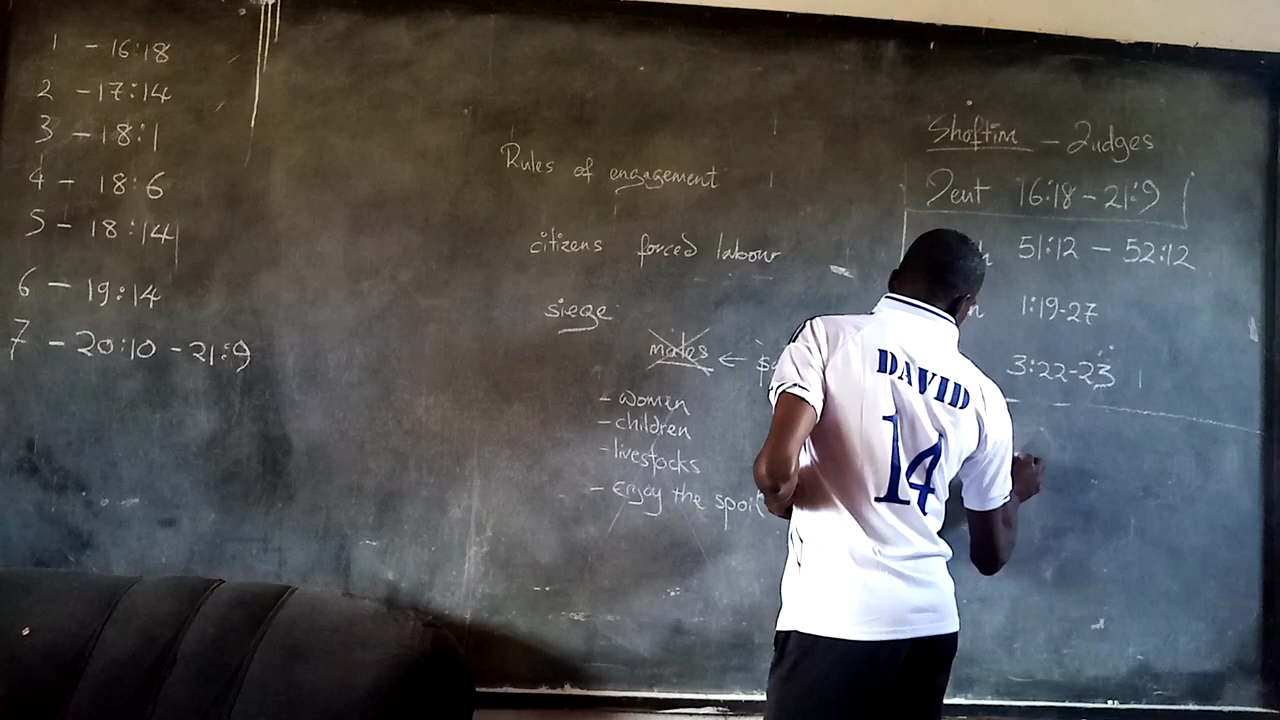 1 - 16:18
2 - 17:14
3 - 18:1
4 - 18:6
5 - 18:14
6 - 19:14
7 - 20:10 - 21:9
Rules of engagement
citizens forced labour
siege
males ←
- women
- children
- livestocks
- Enjoy the spoil
Shoftim - Judges
Deut 16:18 - 21:9
51:12 - 52:12
1:19-27
3:22-23
DAVID
14